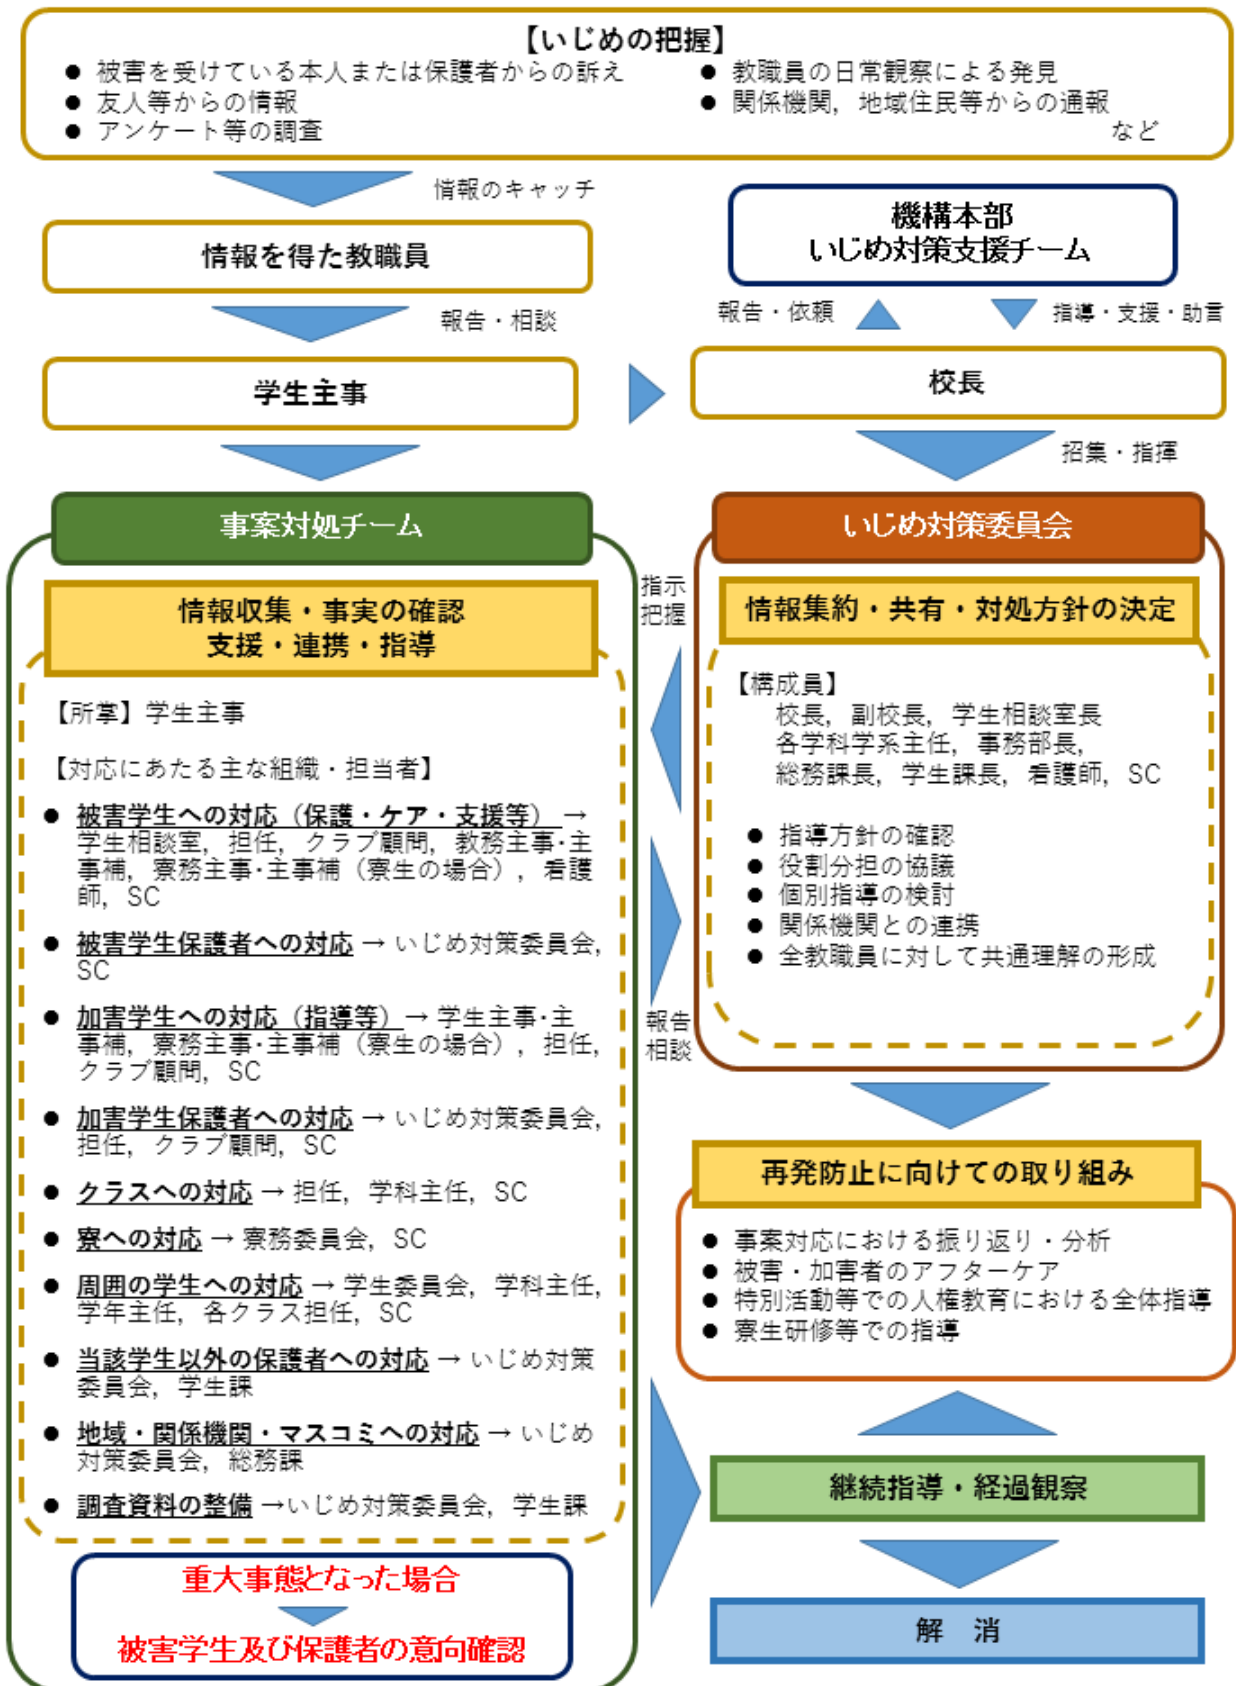 【いじめの把握】
● 被害を受けている本人または保護者からの訴え
● 友人等からの情報
● アンケート等の調査
● 教職員の日常観察による発見
● 関係機関，地域住民等からの通報
など
情報のキャッチ
情報を得た教職員
報告・相談
学生主事
機構本部
いじめ対策支援チーム
報告・依頼
指導・支援・助言
校長
招集・指揮
事案対処チーム
情報収集・事実の確認
支援・連携・指導
【所掌】学生主事
【対応にあたる主な組織・担当者】
● 被害学生への対応（保護・ケア・支援等） →
学生相談室，担任，クラブ顧問，教務主事・主
事補，寮務主事・主事補（寮生の場合），看護
師，SC
● 被害学生保護者への対応 → いじめ対策委員会，
SC
● 加害学生への対応（指導等） → 学生主事・主
事補，寮務主事・主事補（寮生の場合），担任，
クラブ顧問，SC
● 加害学生保護者への対応 → いじめ対策委員会，
担任，クラブ顧問，SC
● クラスへの対応 → 担任，学科主任，SC
● 寮への対応 → 寮務委員会，SC
● 周囲の学生への対応 → 学生委員会，学科主任，
学年主任，各クラス担任，SC
● 当該学生以外の保護者への対応 → いじめ対策
委員会，学生課
● 地域・関係機関・マスコミへの対応 → いじめ
対策委員会，総務課
● 調査資料の整備 →いじめ対策委員会，学生課
重大事態となった場合
被害学生及び保護者の意向確認
指示
把握
報告
相談
いじめ対策委員会
情報集約・共有・対処方針の決定
【構成員】
校長，副校長，学生相談室長
各学科学系主任，事務部長，
総務課長，学生課長，看護師，SC
● 指導方針の確認
● 役割分担の協議
● 個別指導の検討
● 関係機関との連携
● 全教職員に対して共通理解の形成
再発防止に向けての取り組み
● 事案対応における振り返り・分析
● 被害・加害者のアフターケア
● 特別活動等での人権教育における全体指導
● 寮生研修等での指導
継続指導・経過観察
解　消